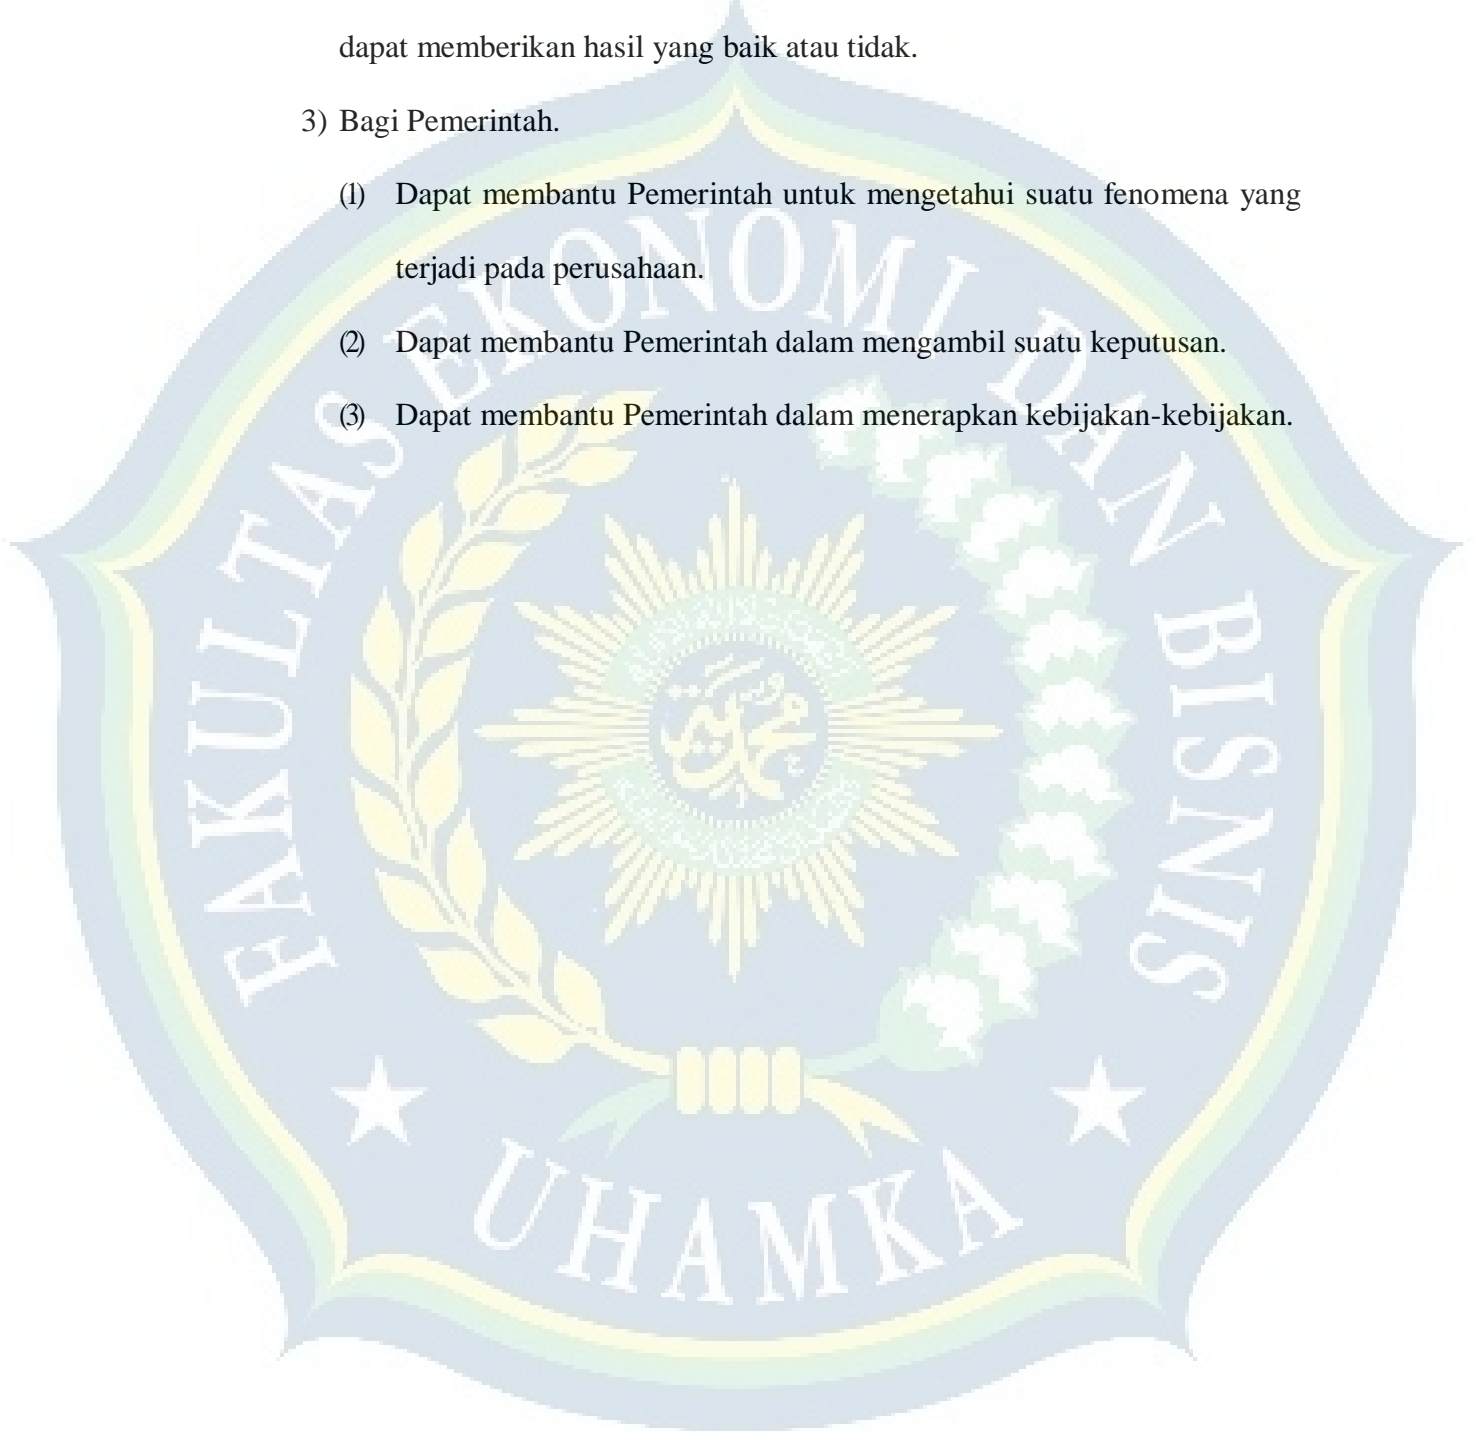 dapat memberikan hasil yang baik atau tidak.
3) Bagi Pemerintah.
(1) Dapat membantu Pemerintah untuk mengetahui suatu fenomena yang
terjadi pada perusahaan.
(2) Dapat membantu Pemerintah dalam mengambil suatu keputusan.
(3) Dapat membantu Pemerintah dalam menerapkan kebijakan-kebijakan.
FAKULTAS EKONOMI DAN BISNIS
محمدية
UHAMKA